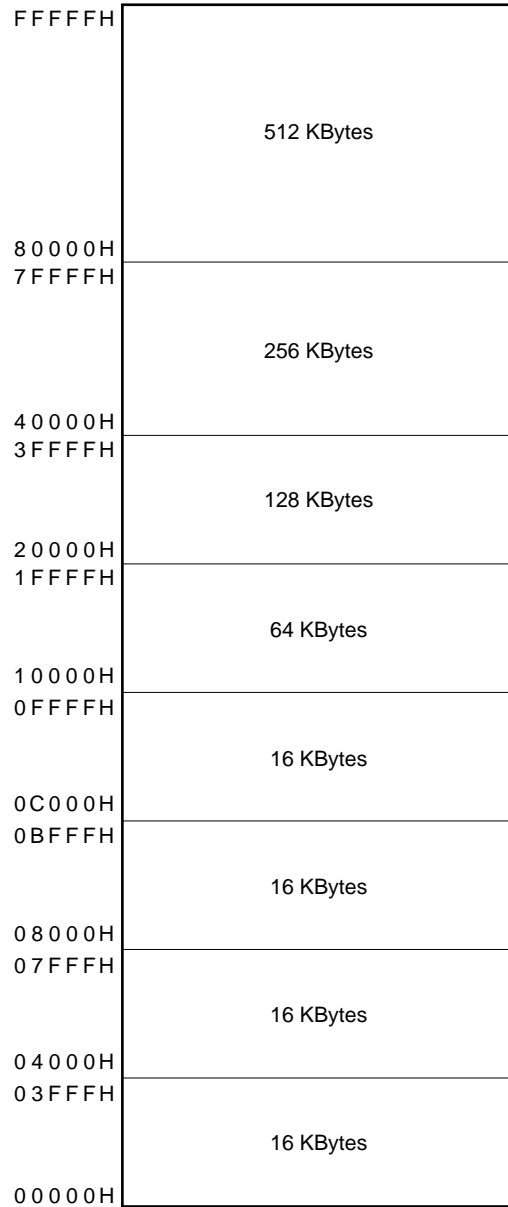 FFFFFH
512 KBytes
80000H
7FFFFH
256 KBytes
40000H
3FFFFH
128 KBytes
20000H
1FFFFH
64 KBytes
10000H
0FFFFH
16 KBytes
0C000H
0BFFFH
16 KBytes
08000H
07FFFH
16 KBytes
04000H
03FFFH
16 KBytes
00000H